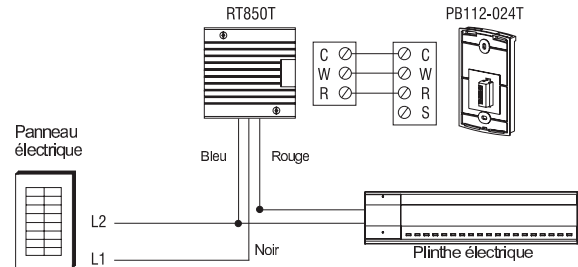 RT850T
PB112-024T
C C
W W
R R
S
Panneau
électrique
Bleu
Rouge
L2
L1
Noir
Plinthe électrique